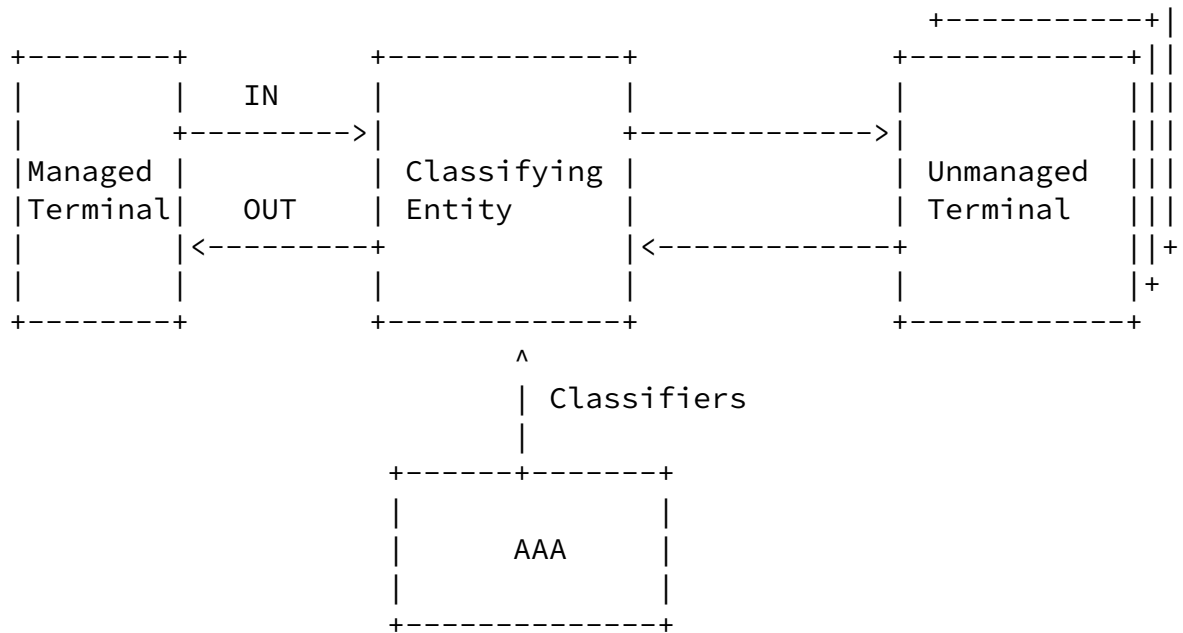 IN
Managed Classifying Unmanaged
Terminal OUT Entity Terminal
Classifiers
AAA